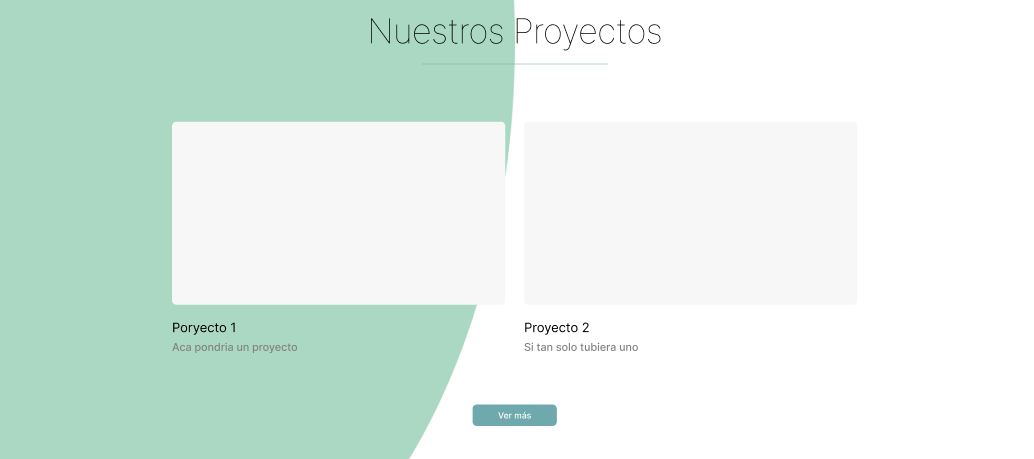 Nuestros Proyectos
Poryecto 1
Aca pondria un proyecto
Proyecto 2
Si tan solo tubiera uno
Ver más